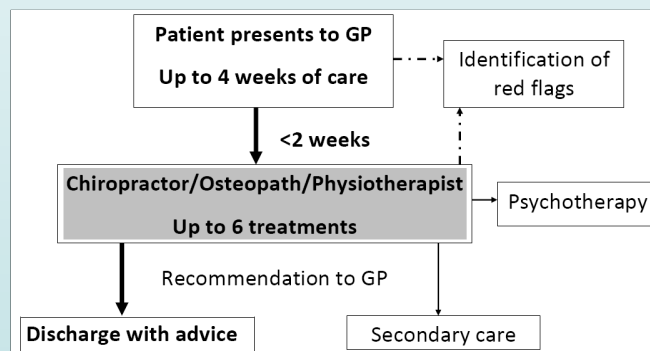 Patient presents to GP
Up to 4 weeks of care
Identification of
red flags
<2 weeks
Chiropractor/Osteopath/Physiotherapist
Up to 6 treatments
Psychotherapy
Recommendation to GP
Discharge with advice
Secondary care